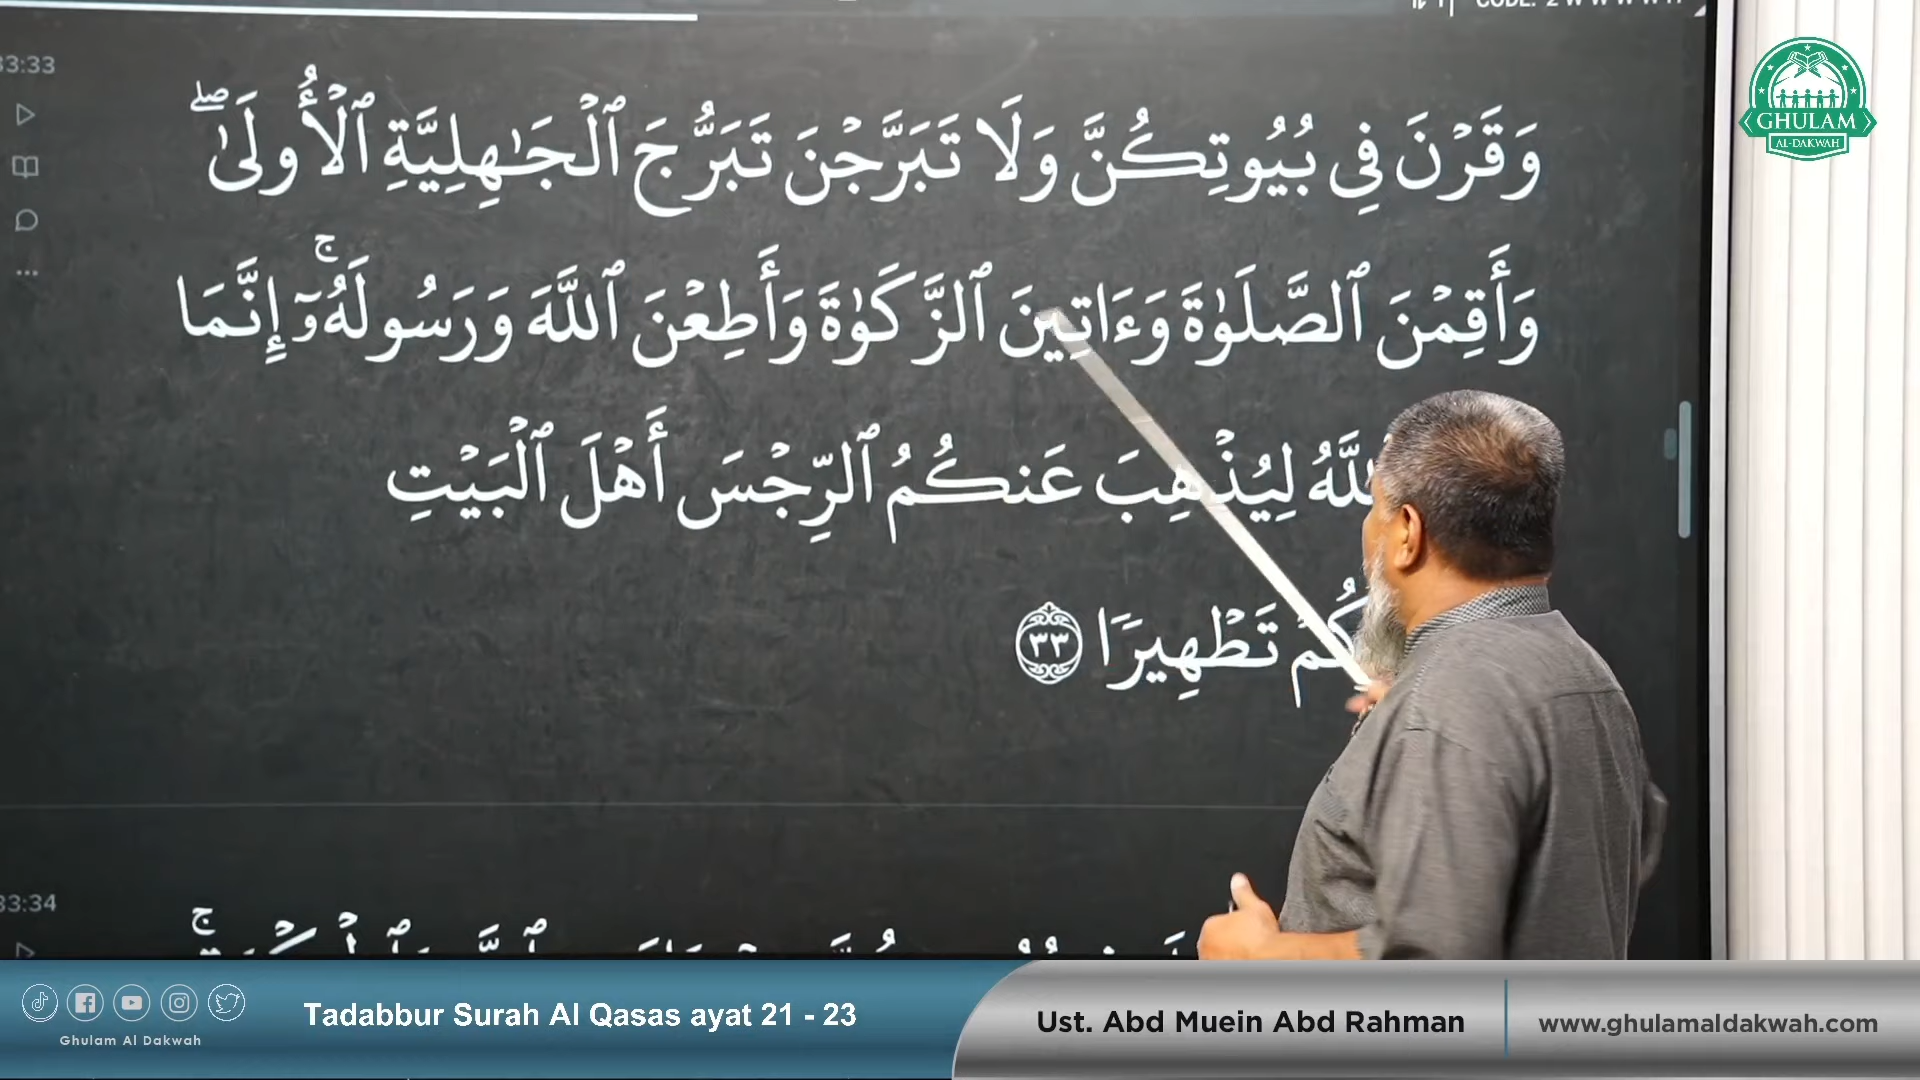 CODE: 2
33:33
وَقَرْنَ فِى بُيُوتِكُنَّ وَلَا تَبَرَّجْنَ تَبَرُّجَ ٱلْجَـٰهِلِيَّةِ ٱلْأُولَىٰ ۖ
وَأَقِمْنَ ٱلصَّلَوٰةَ وَءَاتِينَ ٱلزَّكَوٰةَ وَأَطِعْنَ ٱللَّهَ وَرَسُولَهُۥٓ ۚ إِنَّمَا
ٱللَّهُ لِيُذْهِبَ عَنكُمُ ٱلرِّجْسَ أَهْلَ ٱلْبَيْتِ
كُمْ تَطْهِيرًا ٣٣
33:34
GHULAM
AL-DAKWAH
Ghulam Al Dakwah
Tadabbur Surah Al Qasas ayat 21 - 23
Ust. Abd Muein Abd Rahman
www.ghulamaldakwah.com